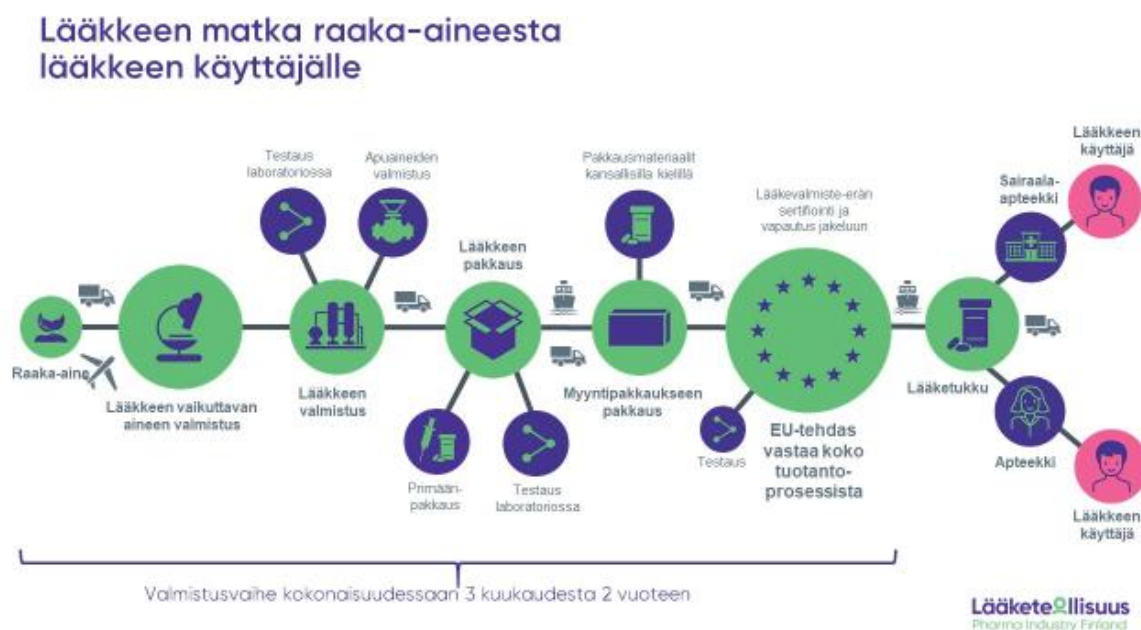 Lääkkeen matka raaka-aineesta
lääkkeen käyttäjälle
Raaka-aine
Lääkkeen vaikuttavan
aineen valmistus
Testaus
laboratoriossa
Apuaineiden
valmistus
Lääkkeen
valmistus
Lääkkeen
pakkaus
Primään-
pakkaus
Testaus
laboratoriossa
Pakkausmateriaalit
kansallisilla kielillä
Myyntipakkaukseen
pakkaus
Lääkevalmiste-erän
sertifiointi ja
vapautus jakeluun
Testaus
EU-tehdas
vastaa koko
tuotanto-
prosessista
Lääketukku
Sairaala-
apteekki
Lääkkeen
käyttäjä
Apteekki
Lääkkeen
käyttäjä
Valmistusvaihe kokonaisuudessaan 3 kuukaudesta 2 vuoteen
Lääketeollisuus
Pharma Industry Finland